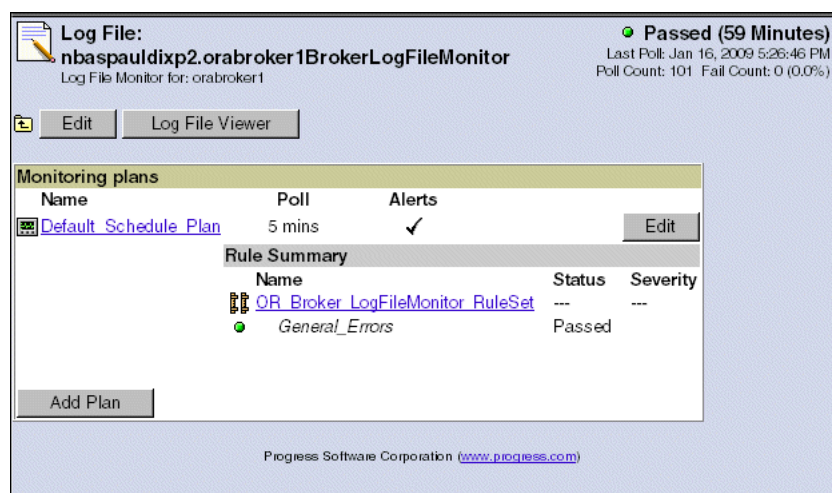 Log File:
nbaspauldixp2.orabroker1BrokerLogFileMonitor
Log File Monitor for: orabroker1
Passed (59 Minutes)
Last Poll: Jan 16, 2009 5:26:46 PM
Poll Count: 101 Fail Count: 0 (0.0%)
Edit Log File Viewer
Monitoring plans
Name Poll Alerts
Default_Schedule_Plan 5 mins Edit
Rule Summary
Name Status Severity
OR_Broker_LogFileMonitor_RuleSet --- ---
General_Errors Passed
Add Plan
Progress Software Corporation (www.progress.com)